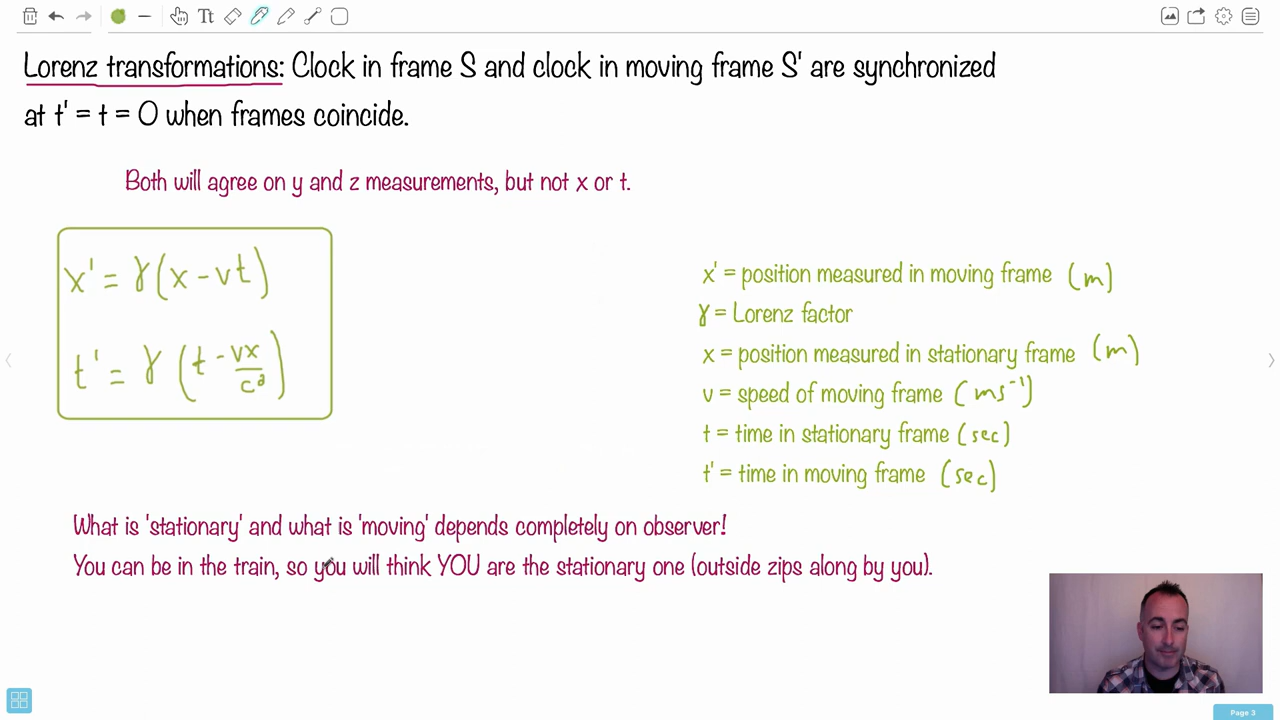 Tt
Lorenz transformations: Clock in frame S and clock in moving frame S' are synchronized
at t' = t = 0 when frames coincide.
Both will agree on y and z measurements, but not x or t.
x' = γ(x - vt)
t' = γ(t - vx/c²)
x' = position measured in moving frame (m)
γ = Lorenz factor
x = position measured in stationary frame (m)
v = speed of moving frame (ms⁻¹)
t = time in stationary frame (sec)
t' = time in moving frame (sec)
What is 'stationary' and what is 'moving' depends completely on observer!
You can be in the train, so you will think YOU are the stationary one (outside zips along by you).
Page 3